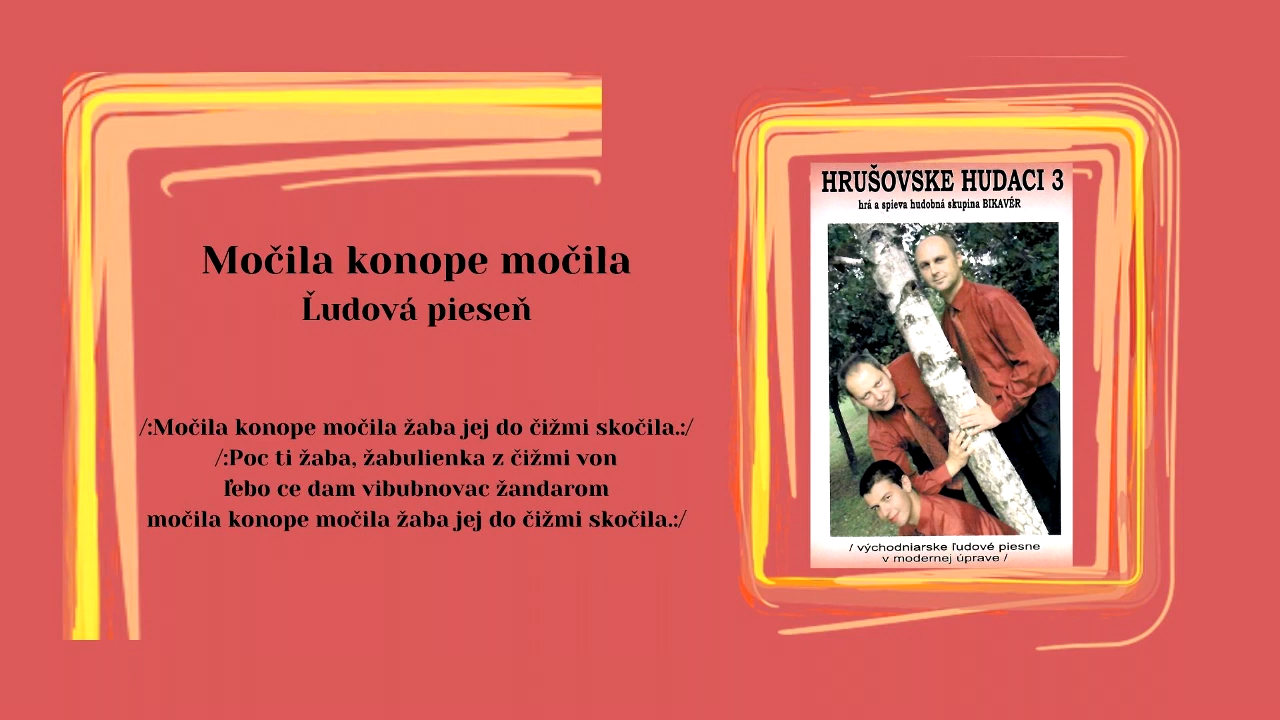 Močila konope močila
Ľudová pieseň
/:Močila konope močila žaba jej do čižmi skočila.:/
/:Poc ti žaba, žabulienka z čižmi von
ľebo ce dam vibubnovac žandarom
močila konope močila žaba jej do čižmi skočila.:/
HRUŠOVSKE HUDACI 3
hrá a spieva hudobná skupina BIKAVÉR
/ východniarske ľudové piesne
v modernej úprave /